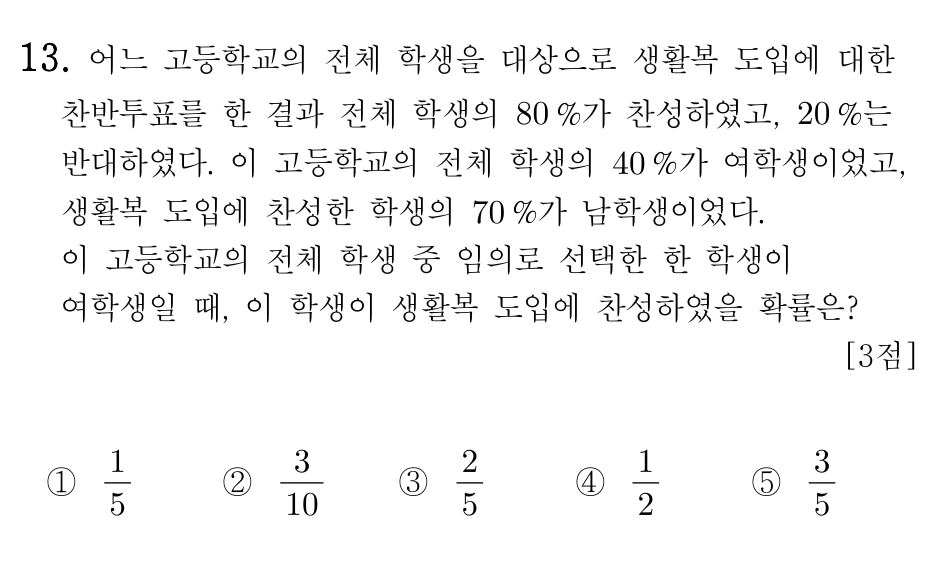 13. 어느 고등학교의 전체 학생을 대상으로 생활복 도입에 대한
찬반투표를 한 결과 전체 학생의 80%가 찬성하였고, 20%는
반대하였다. 이 고등학교의 전체 학생의 40%가 여학생이었고,
생활복 도입에 찬성한 학생의 70%가 남학생이었다.
이 고등학교의 전체 학생 중 임의로 선택한 한 학생이
여학생일 때, 이 학생이 생활복 도입에 찬성하였을 확률은?
[3점]
① 1/5 ② 3/10 ③ 2/5 ④ 1/2 ⑤ 3/5